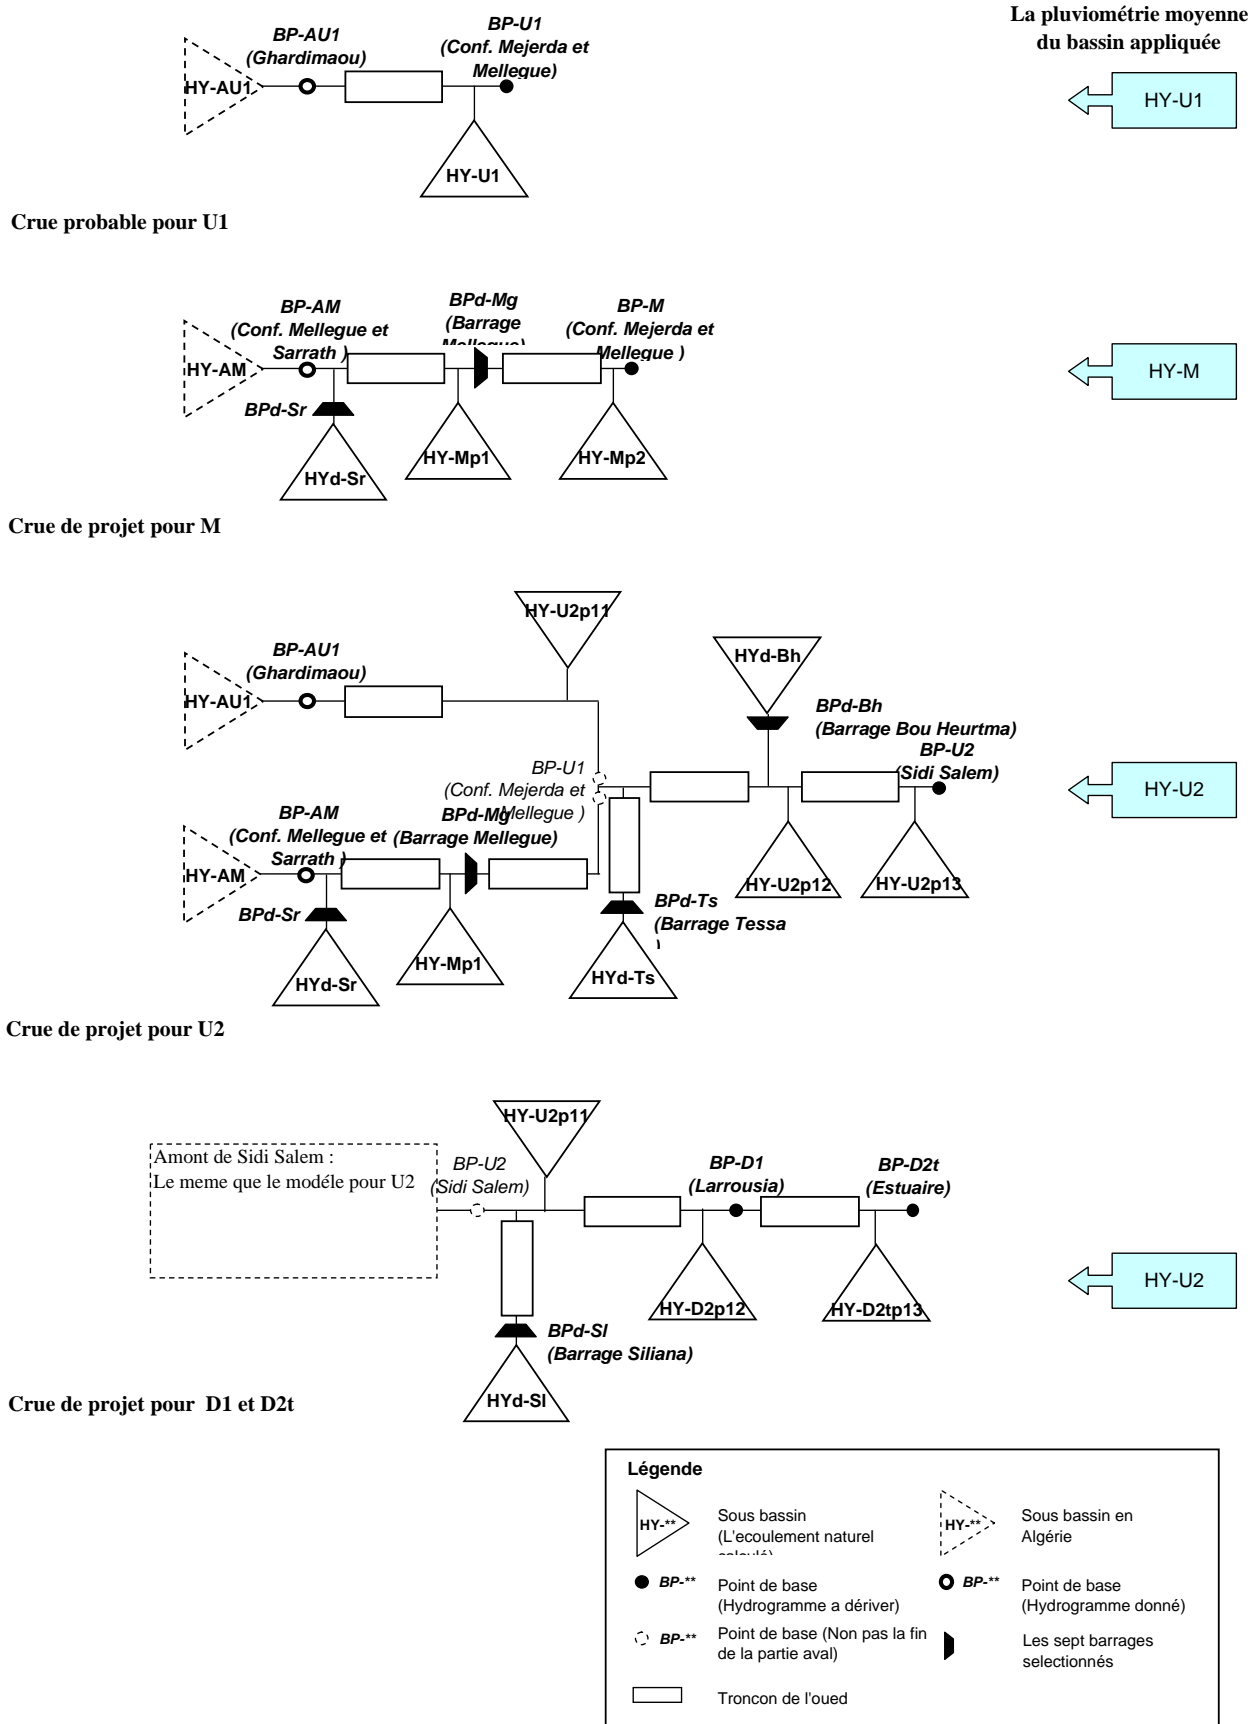 La pluviométrie moyenne
du bassin appliquée
BP-AU1
(Ghardimaou)
BP-U1
(Conf. Mejerda et
Mellegue)
HY-AU1
HY-U1
HY-U1
Crue probable pour U1
BP-AM
(Conf. Mellegue et
Sarrath )
BPd-Mg
(Barrage
Mellegue)
BP-M
(Conf. Mejerda et
Mellegue )
HY-AM
BPd-Sr
HYd-Sr
HY-Mp1
HY-Mp2
HY-M
Crue de projet pour M
HY-U2p11
HYd-Bh
BP-AU1
(Ghardimaou)
HY-AU1
BPd-Bh
(Barrage Bou Heurtma)
BP-U2
(Sidi Salem)
BP-U1
(Conf. Mejerda et
Mellegue )
HY-U2
BP-AM
(Conf. Mellegue et
Sarrath )
BPd-Mg
(Barrage Mellegue)
HY-AM
BPd-Sr
HYd-Sr
HY-Mp1
BPd-Ts
(Barrage Tessa
)
HYd-Ts
HY-U2p12
HY-U2p13
Crue de projet pour U2
HY-U2p11
Amont de Sidi Salem :
Le meme que le modéle pour U2
BP-U2
(Sidi Salem)
BP-D1
(Larrousia)
BP-D2t
(Estuaire)
HY-U2
HY-D2p12
HY-D2tp13
BPd-Sl
(Barrage Siliana)
HYd-Sl
Crue de projet pour D1 et D2t
Légende
HY-**
Sous bassin
(L'ecoulement naturel
calculé)
HY-**
Sous bassin en
Algérie
BP-**
Point de base
(Hydrogramme a dériver)
BP-**
Point de base
(Hydrogramme donné)
BP-**
Point de base (Non pas la fin
de la partie aval)
Les sept barrages
selectionnés
Troncon de l'oued